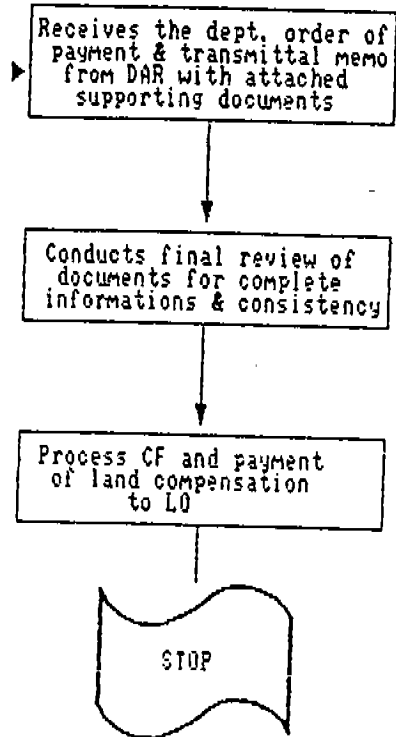 Receives the dept. order of
payment & transmittal memo
from DAR with attached
supporting documents
Conducts final review of
documents for complete
informations & consistency
Process CF and payment
of land compensation
to LO
STOP